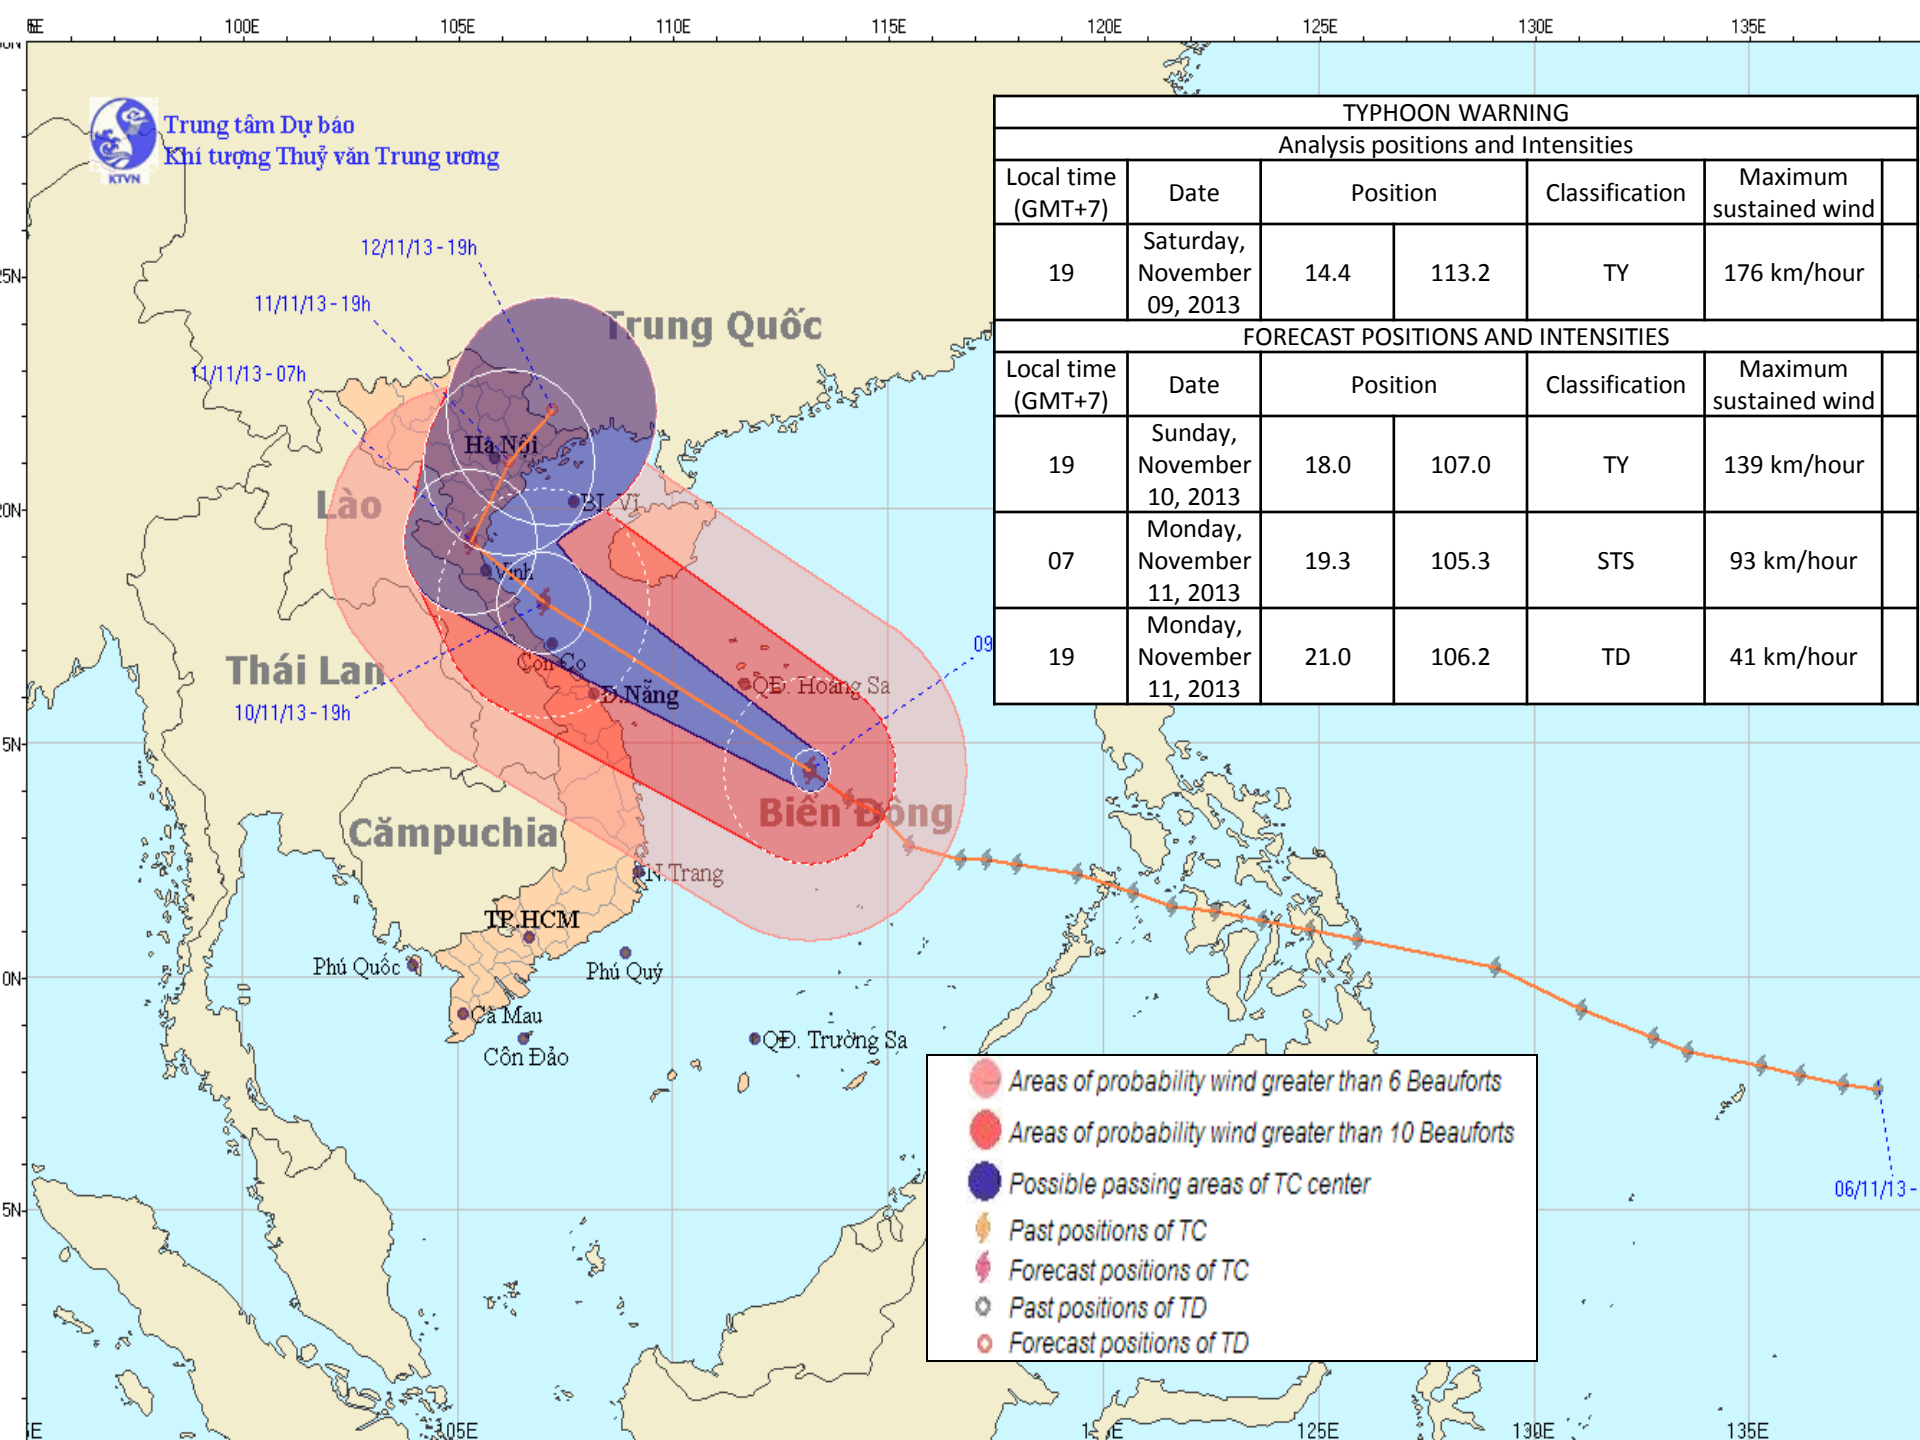 100E 105E 110E 115E 120E 125E 130E 135E
Trung tâm Dự báo
Khí tượng Thuỷ văn Trung ương
KTVN
TYPHOON WARNING
Analysis positions and Intensities
Local time (GMT+7) Date Position Classification Maximum sustained wind
19 Saturday, November 09, 2013 14.4 113.2 TY 176 km/hour
FORECAST POSITIONS AND INTENSITIES
Local time (GMT+7) Date Position Classification Maximum sustained wind
19 Sunday, November 10, 2013 18.0 107.0 TY 139 km/hour
07 Monday, November 11, 2013 19.3 105.3 STS 93 km/hour
19 Monday, November 11, 2013 21.0 106.2 TD 41 km/hour
12/11/13 - 19h
25N
11/11/13 - 19h
Trung Quốc
11/11/13 - 07h
Hà Nội
Lào
20N
BL Vĩ
Vinh
09
Cồn Cỏ
Thái Lan
QĐ. Hoàng Sa
Đ.Nẵng
10/11/13 - 19h
5N
Biển Đông
Cămpuchia
N.Trang
TP.HCM
Phú Quốc
Phú Quý
0N
Cà Mau
Côn Đảo
QĐ. Trường Sa
Areas of probability wind greater than 6 Beauforts
Areas of probability wind greater than 10 Beauforts
Possible passing areas of TC center
Past positions of TC
Forecast positions of TC
Past positions of TD
Forecast positions of TD
06/11/13 -
5N
105E 125E 130E 135E